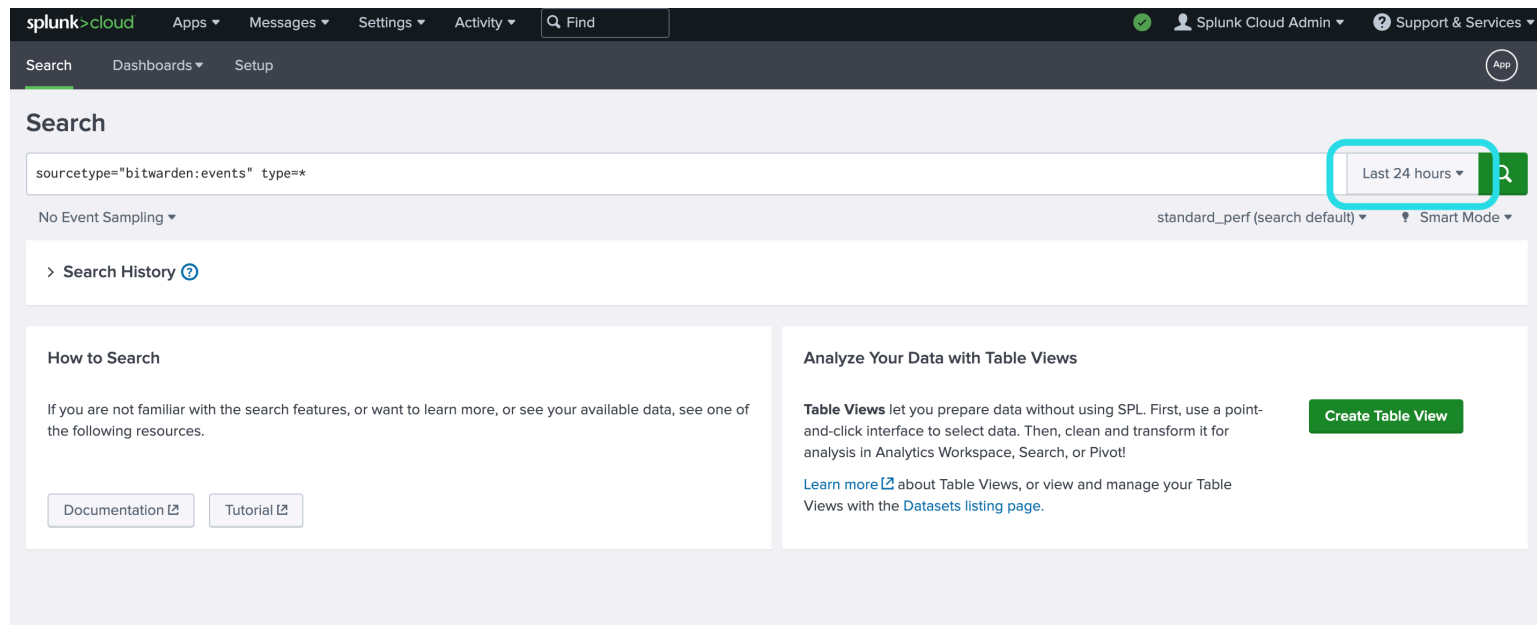 splunk>cloud Apps Messages Settings Activity Find Splunk Cloud Admin ? Support & Services
Search Dashboards Setup App
Search
sourcetype="bitwarden:events" type=* Last 24 hours
No Event Sampling standard_perf (search default) Smart Mode
> Search History ?
How to Search
If you are not familiar with the search features, or want to learn more, or see your available data, see one of
the following resources.
Documentation Tutorial
Analyze Your Data with Table Views
Table Views let you prepare data without using SPL. First, use a point-
and-click interface to select data. Then, clean and transform it for
analysis in Analytics Workspace, Search, or Pivot!
Learn more about Table Views, or view and manage your Table
Views with the Datasets listing page.
Create Table View